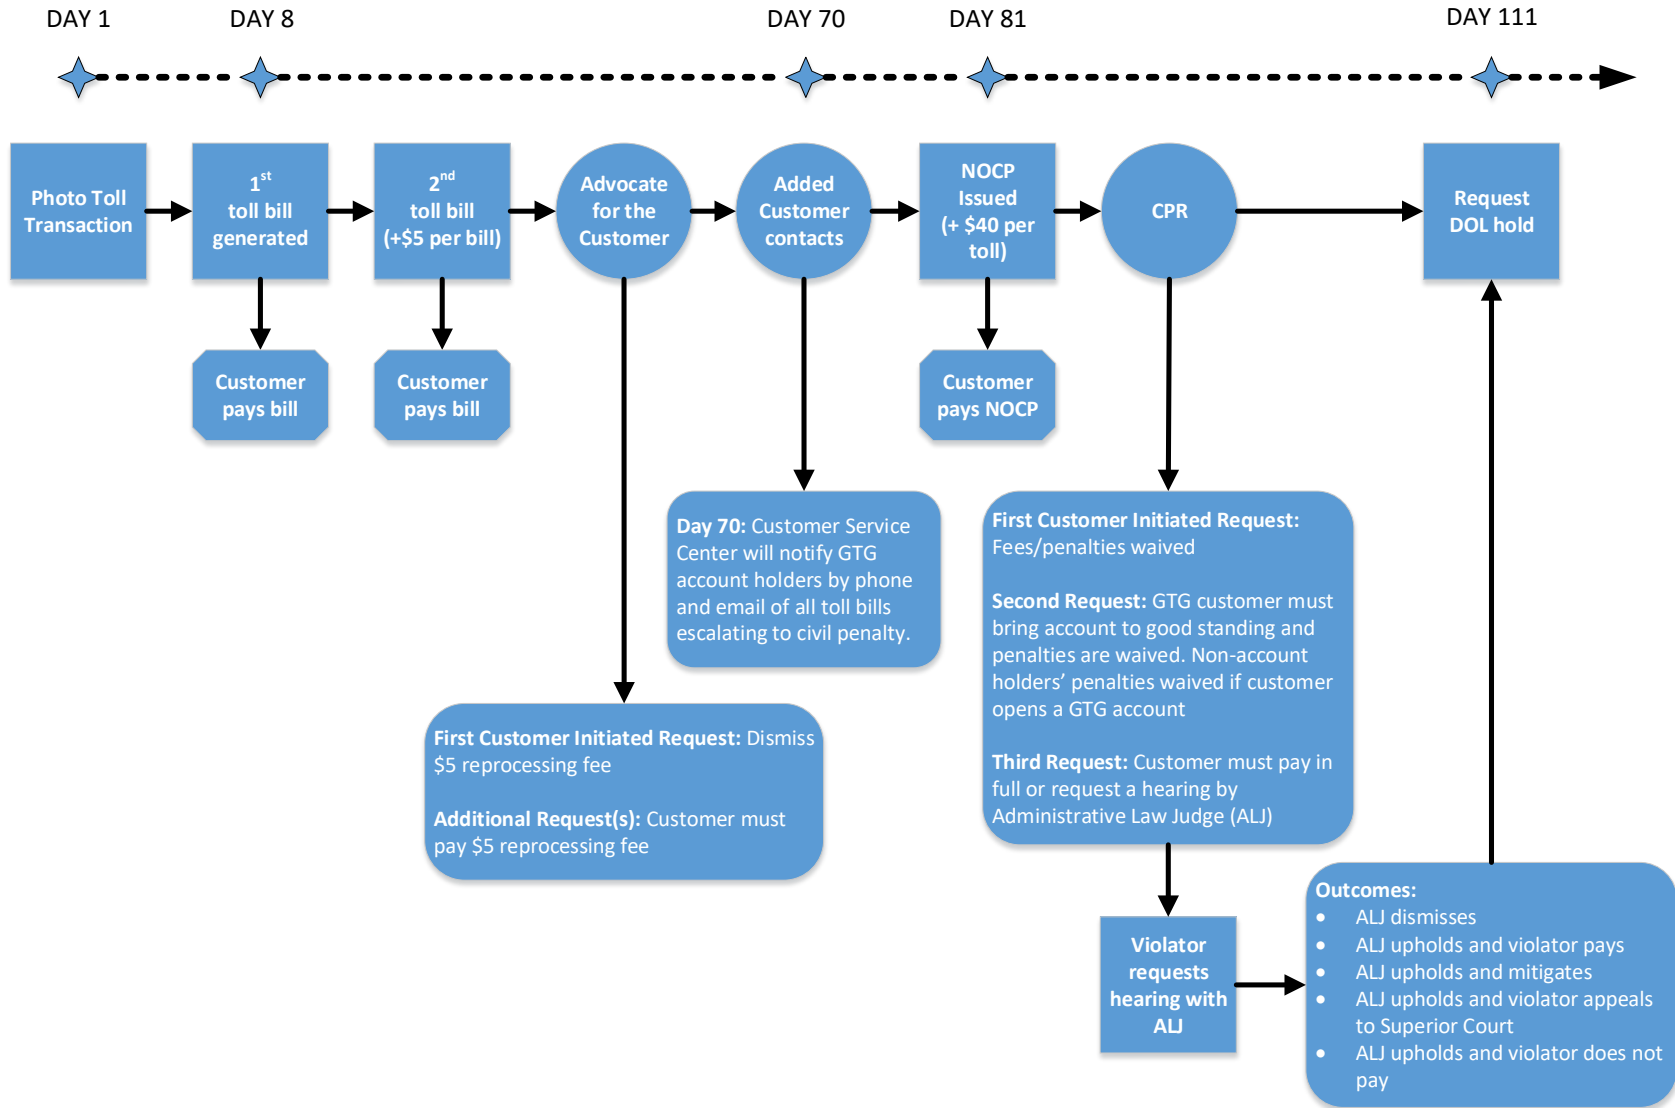 DAY 1
DAY 8
DAY 70
DAY 81
DAY 111
Photo Toll
Transaction
1st
toll bill
generated
2nd
toll bill
(+$5 per bill)
Advocate
for the
Customer
Added
Customer
contacts
NOCP
Issued
(+ $40 per
toll)
CPR
Request
DOL hold
Customer
pays bill
Customer
pays bill
Customer
pays NOCP
Day 70: Customer Service
Center will notify GTG
account holders by phone
and email of all toll bills
escalating to civil penalty.
First Customer Initiated Request:
Fees/penalties waived
Second Request: GTG customer must
bring account to good standing and
penalties are waived. Non-account
holders’ penalties waived if customer
opens a GTG account
Third Request: Customer must pay in
full or request a hearing by
Administrative Law Judge (ALJ)
First Customer Initiated Request: Dismiss
$5 reprocessing fee
Additional Request(s): Customer must
pay $5 reprocessing fee
Violator
requests
hearing with
ALJ
Outcomes:
• ALJ dismisses
• ALJ upholds and violator pays
• ALJ upholds and mitigates
• ALJ upholds and violator appeals
to Superior Court
• ALJ upholds and violator does not
pay